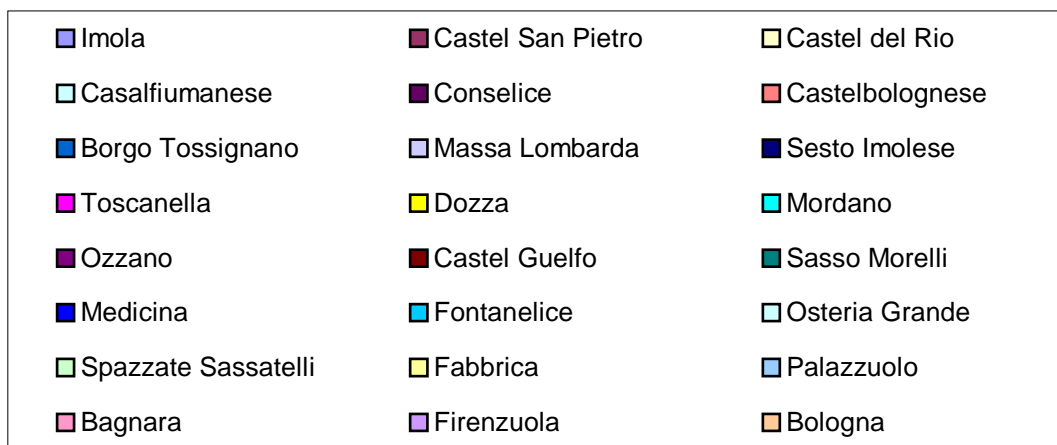 Imola Castel San Pietro Castel del Rio
Casalfiumanese Conselice Castelbolognese
Borgo Tossignano Massa Lombarda Sesto Imolese
Toscanella Dozza Mordano
Ozzano Castel Guelfo Sasso Morelli
Medicina Fontanelice Osteria Grande
Spazzate Sassatelli Fabbrica Palazzuolo
Bagnara Firenzuola Bologna